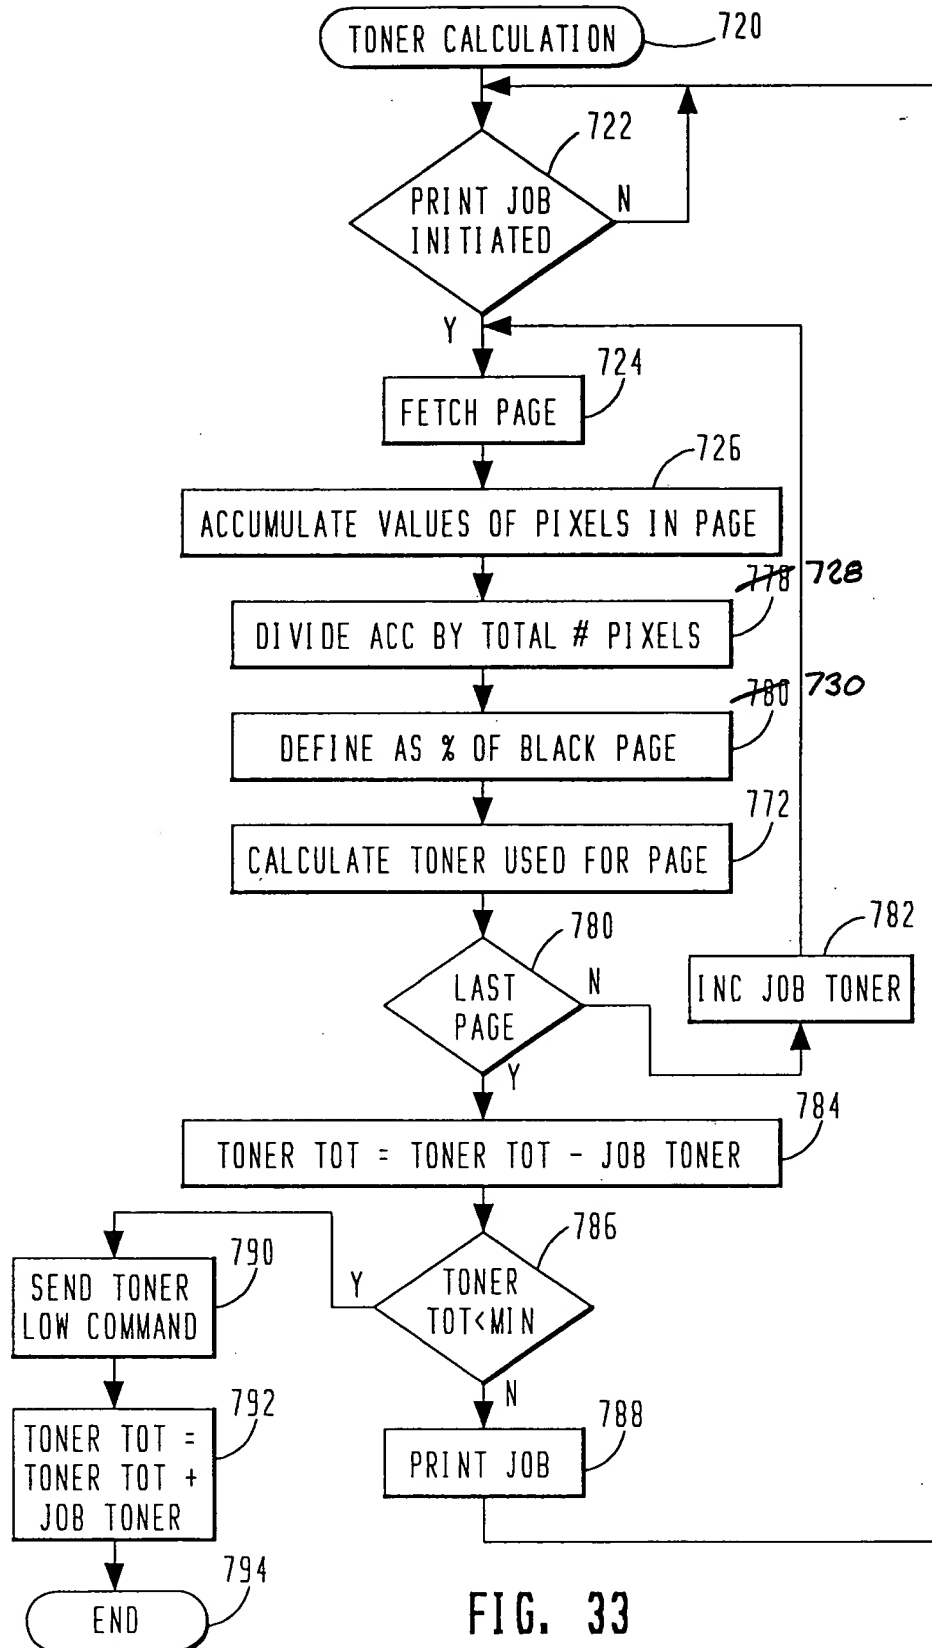 TONER CALCULATION
720
722
PRINT JOB
INITIATED
N
Y
724
FETCH PAGE
726
ACCUMULATE VALUES OF PIXELS IN PAGE
778 728
DIVIDE ACC BY TOTAL # PIXELS
780 730
DEFINE AS % OF BLACK PAGE
772
CALCULATE TONER USED FOR PAGE
780
LAST
PAGE
N
Y
782
INC JOB TONER
784
TONER TOT = TONER TOT - JOB TONER
786
TONER
TOT<MIN
Y
N
790
SEND TONER
LOW COMMAND
792
TONER TOT =
TONER TOT +
JOB TONER
788
PRINT JOB
794
END
FIG. 33